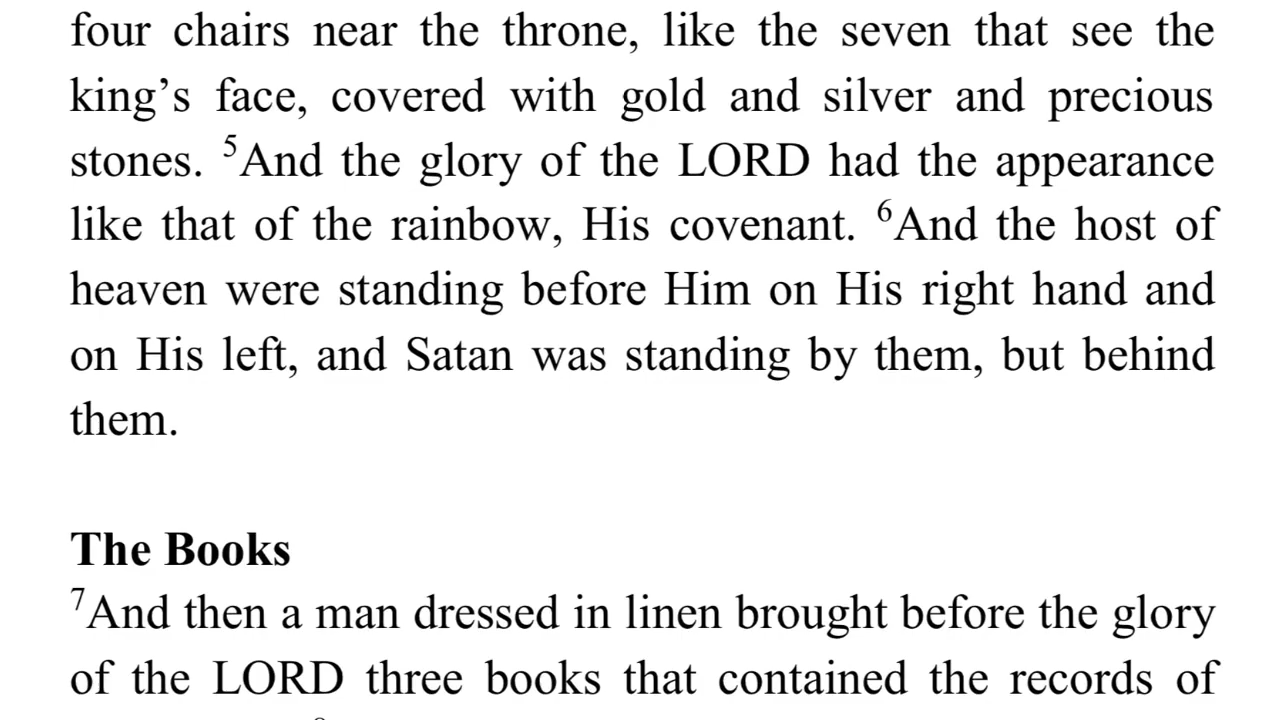 four chairs near the throne, like the seven that see the
king’s face, covered with gold and silver and precious
stones. ⁵And the glory of the LORD had the appearance
like that of the rainbow, His covenant. ⁶And the host of
heaven were standing before Him on His right hand and
on His left, and Satan was standing by them, but behind
them.
The Books
⁷And then a man dressed in linen brought before the glory
of the LORD three books that contained the records of